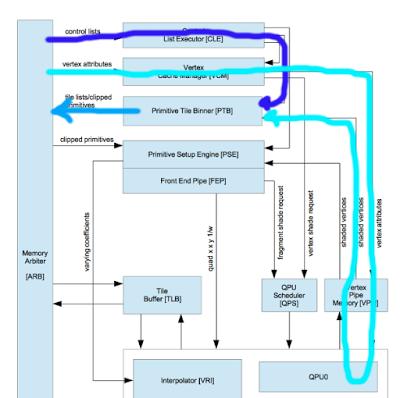 control lists
List Executor [CLE]
vertex attributes
Vertex
Cache Manager [VCM]
tile lists/clipped
primitives
Primitive Tile Binner [PTB]
clipped primitives
Primitive Setup Engine [PSE]
Front End Pipe [FEP]
varying coefficients
quad x y 1/w
fragment shade request
vertex shade request
shaded vertices
shaded vertices
vertex attributes
Memory
Arbiter
[ARB]
Tile
Buffer [TLB]
QPU
Scheduler
[QPS]
Vertex
Pipe
Memory
Interpolator [VRI]
QPU0